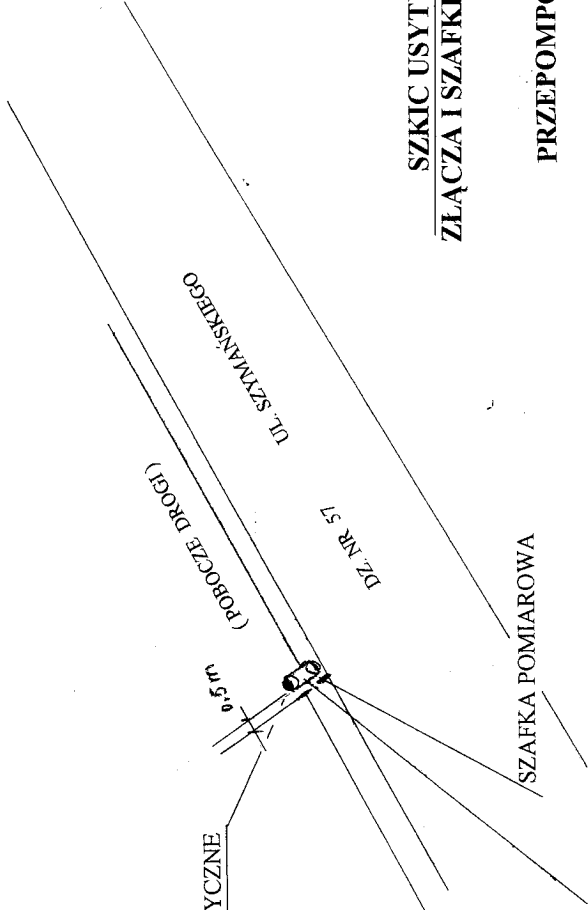 SZKIC USYT
ZŁĄCZA I SZAFKI
PRZEPOMPO
UL. SZYMAŃSKIEGO
(POBOCZE DROGI)
DZ. NR 57
0,5 m
YCZNE
SZAFKA POMIAROWA